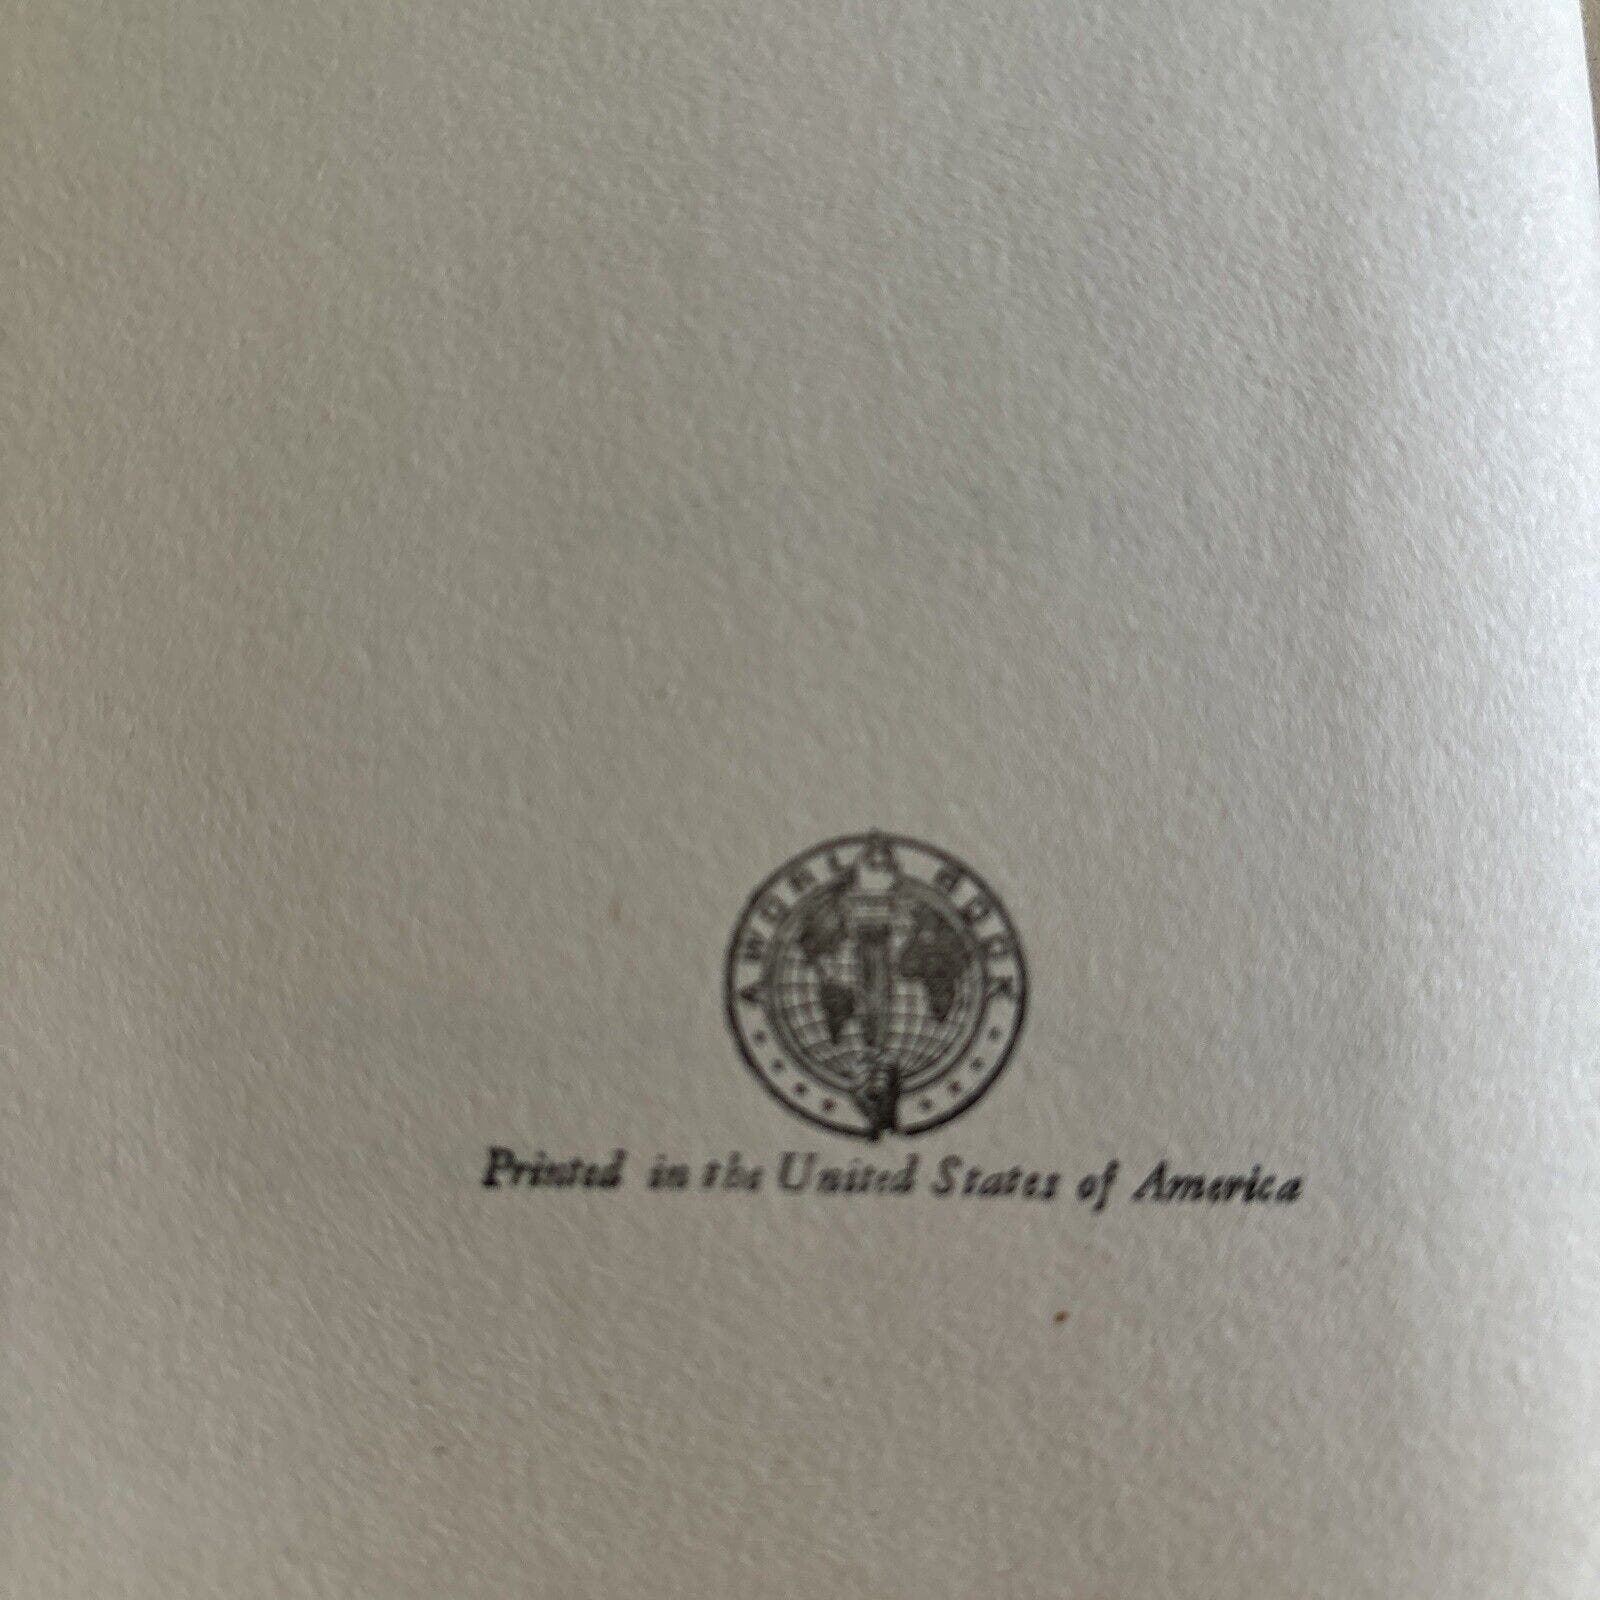 A WORLD BOOK
Printed in the United States of America